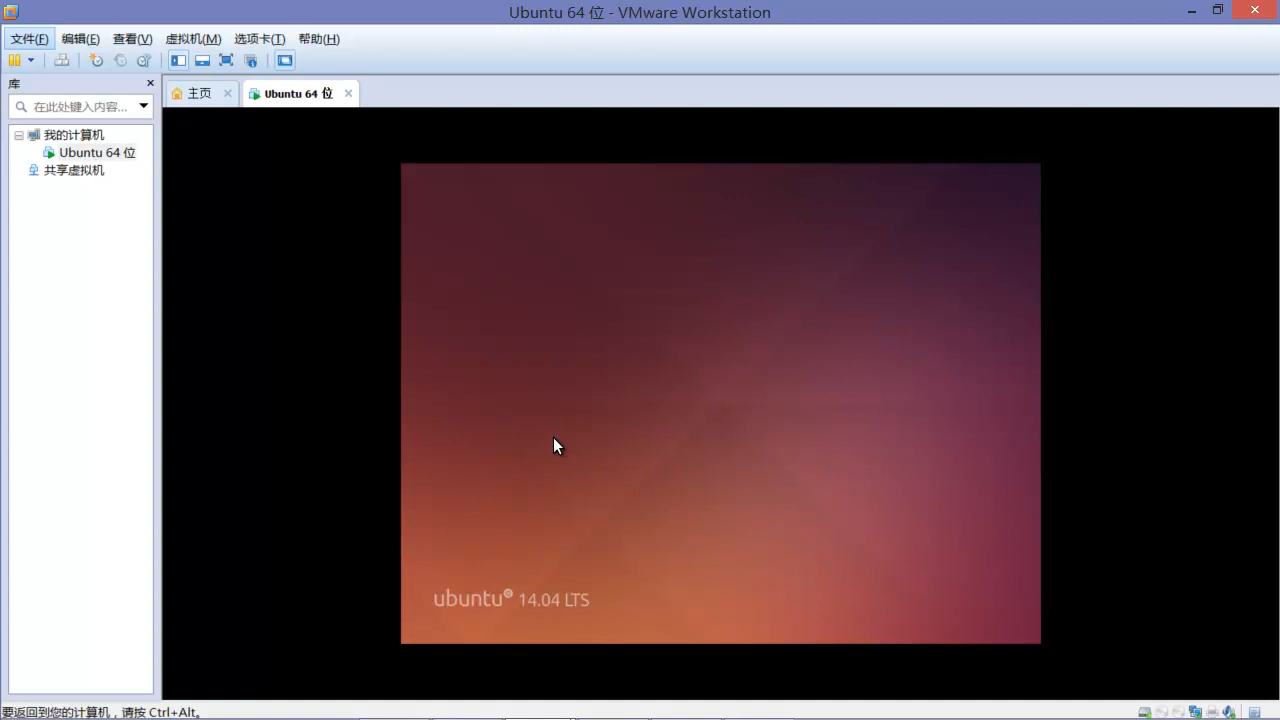 Ubuntu 64 位 - VMware Workstation
文件(F) 编辑(E) 查看(V) 虚拟机(M) 选项卡(T) 帮助(H)
库
在此处键入内容...
我的计算机
Ubuntu 64 位
共享虚拟机
主页
Ubuntu 64 位
ubuntu® 14.04 LTS
要返回到您的计算机，请按 Ctrl+Alt。